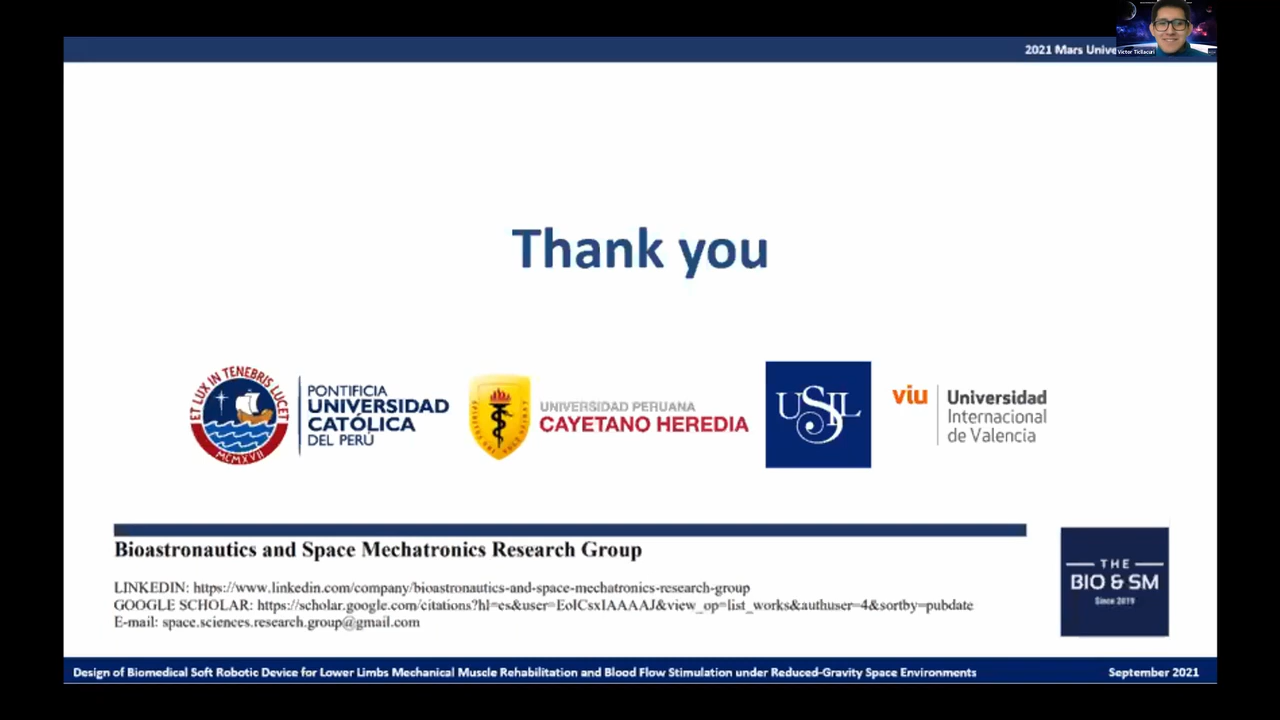 2021 Mars
Victor Ticllacuri
Thank you
ET LUX IN TENEBRIS LUCET
MCMXVII
PONTIFICIA
UNIVERSIDAD
CATÓLICA
DEL PERÚ
UNIVERSIDAD PERUANA
CAYETANO HEREDIA
USIL
viu
Universidad
Internacional
de Valencia
Bioastronautics and Space Mechatronics Research Group
LINKEDIN: https://www.linkedin.com/company/bioastronautics-and-space-mechatronics-research-group
GOOGLE SCHOLAR: https://scholar.google.com/citations?hl=es&user=EoICsxIAAAAJ&view_op=list_works&authuser=4&sortby=pubdate
E-mail: space.sciences.research.group@gmail.com
THE
BIO & SM
Since 2019
Design of Biomedical Soft Robotic Device for Lower Limbs Mechanical Muscle Rehabilitation and Blood Flow Stimulation under Reduced-Gravity Space Environments
September 2021